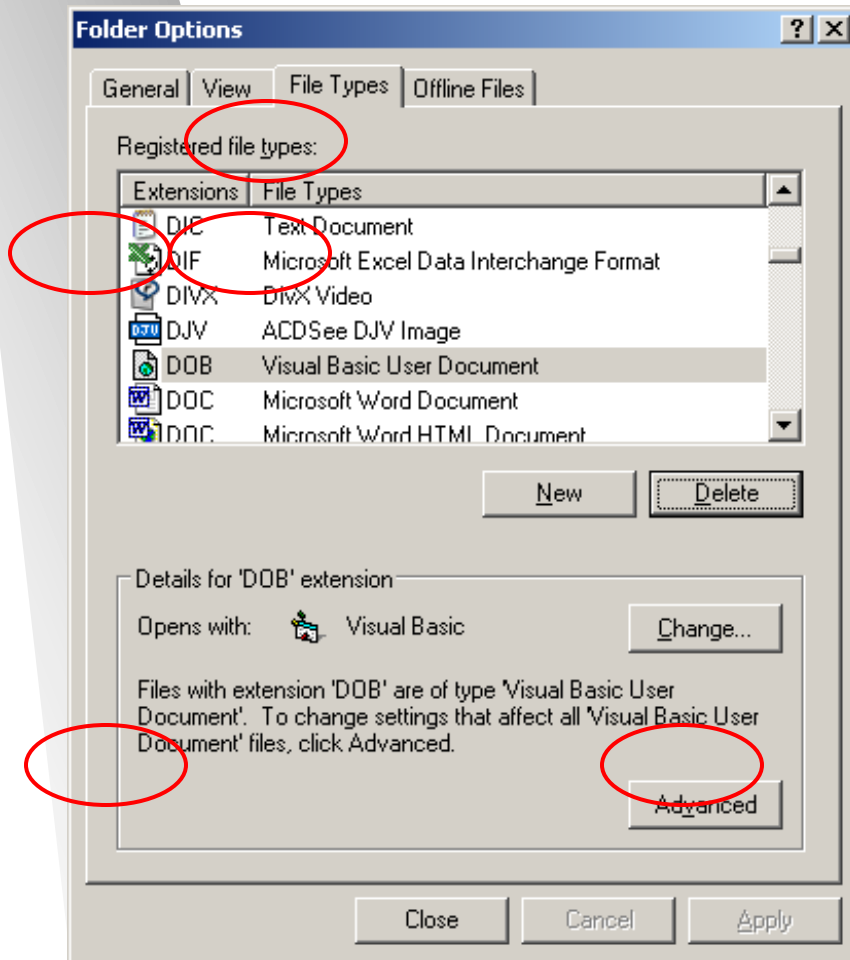 Folder Options
General View File Types Offline Files
Registered file types:
Extensions File Types
DIC Text Document
DIF Microsoft Excel Data Interchange Format
DIVX DivX Video
DJV ACDSee DJV Image
DOB Visual Basic User Document
DOC Microsoft Word Document
DOC Microsoft Word HTML Document
New Delete
Details for 'DOB' extension
Opens with: Visual Basic Change...
Files with extension 'DOB' are of type 'Visual Basic User
Document'. To change settings that affect all 'Visual Basic User
Document' files, click Advanced.
Advanced
Close Cancel Apply